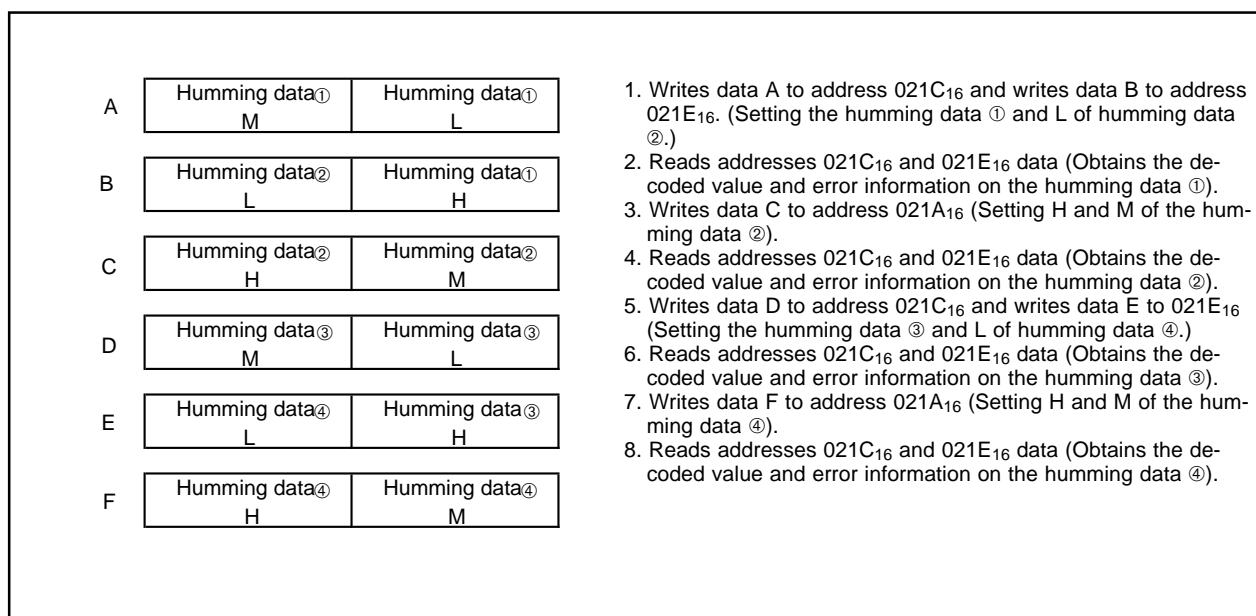 A
Humming data① Humming data①
M L
B
Humming data② Humming data①
L H
C
Humming data② Humming data②
H M
D
Humming data③ Humming data③
M L
E
Humming data④ Humming data③
L H
F
Humming data④ Humming data④
H M
1. Writes data A to address 021C₁₆ and writes data B to address
021E₁₆. (Setting the humming data ① and L of humming data
②.)
2. Reads addresses 021C₁₆ and 021E₁₆ data (Obtains the de-
coded value and error information on the humming data ①).
3. Writes data C to address 021A₁₆ (Setting H and M of the hum-
ming data ②).
4. Reads addresses 021C₁₆ and 021E₁₆ data (Obtains the de-
coded value and error information on the humming data ②).
5. Writes data D to address 021C₁₆ and writes data E to 021E₁₆
(Setting the humming data ③ and L of humming data ④.)
6. Reads addresses 021C₁₆ and 021E₁₆ data (Obtains the de-
coded value and error information on the humming data ③).
7. Writes data F to address 021A₁₆ (Setting H and M of the hum-
ming data ④).
8. Reads addresses 021C₁₆ and 021E₁₆ data (Obtains the de-
coded value and error information on the humming data ④).